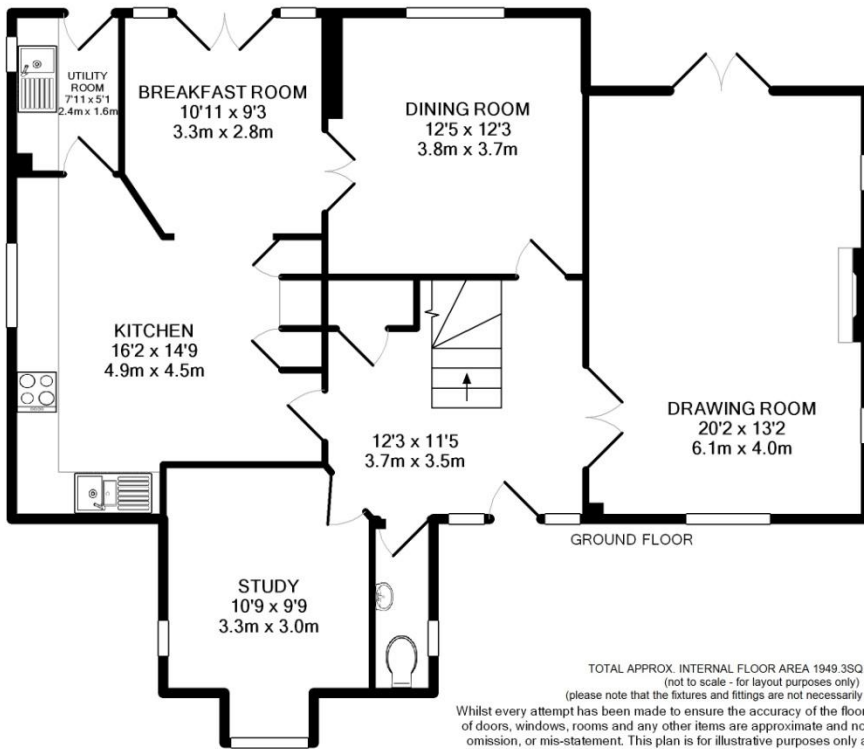 UTILITY
ROOM
7'11 x 5'1
2.4m x 1.6m
BREAKFAST ROOM
10'11 x 9'3
3.3m x 2.8m
DINING ROOM
12'5 x 12'3
3.8m x 3.7m
KITCHEN
16'2 x 14'9
4.9m x 4.5m
12'3 x 11'5
3.7m x 3.5m
DRAWING ROOM
20'2 x 13'2
6.1m x 4.0m
STUDY
10'9 x 9'9
3.3m x 3.0m
GROUND FLOOR
TOTAL APPROX. INTERNAL FLOOR AREA 1949.3SQ
(not to scale - for layout purposes only)
(please note that the fixtures and fittings are not necessarily
Whilst every attempt has been made to ensure the accuracy of the floor
of doors, windows, rooms and any other items are approximate and no
omission, or mis-statement. This plan is for illustrative purposes only a